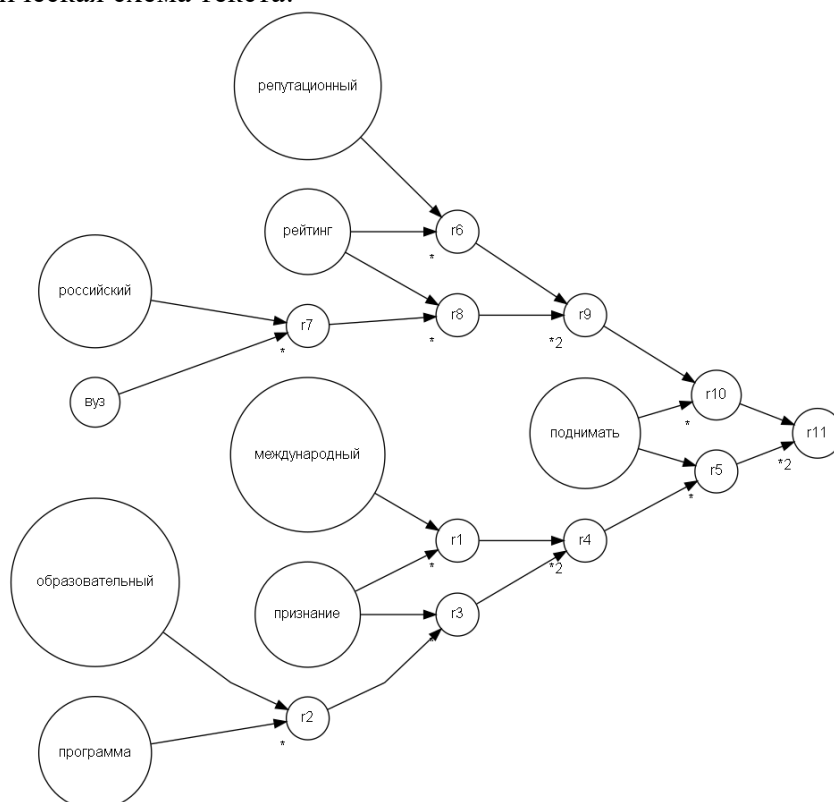 репутационный
рейтинг
r6
*
российский
r7
*
r8
*
r9
*2
вуз
r10
*
международный
поднимать
r11
*2
r5
*
r1
*
r4
*2
образовательный
признание
r3
r2
*
программа